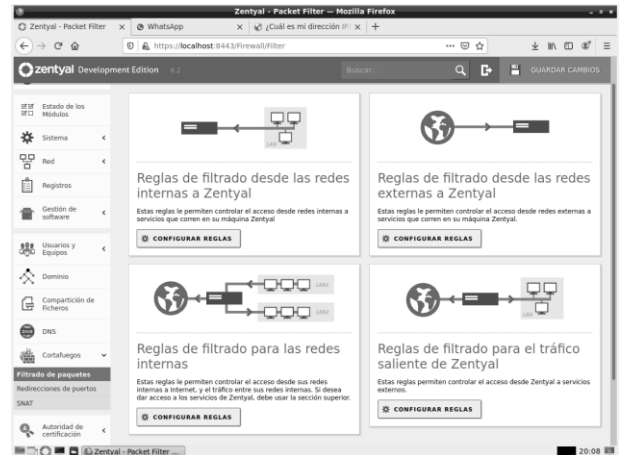 Zentyal - Packet Filter — Mozilla Firefox
Zentyal - Packet Filter
WhatsApp
¿Cuál es mi dirección IP
https://localhost:8443/Firewall/Filter
zentyal Development Edition 6.2
Buscar...
GUARDAR CAMBIOS
Estado de los
Módulos
Sistema
Red
Registros
Gestión de
software
Usuarios y
Equipos
Dominio
Compartición de
Ficheros
DNS
Cortafuegos
Filtrado de paquetes
Redirecciones de puertos
SNAT
Autoridad de
certificación
LAN
Reglas de filtrado desde las redes
internas a Zentyal
Estas reglas le permiten controlar el acceso desde redes internas a
servicios que corren en su máquina Zentyal
CONFIGURAR REGLAS
Reglas de filtrado desde las redes
externas a Zentyal
Estas reglas le permiten controlar el acceso desde redes externas a
servicios que corren en su máquina Zentyal.
CONFIGURAR REGLAS
LAN1
LAN2
Reglas de filtrado para las redes
internas
Estas reglas le permiten controlar el acceso desde sus redes
internas a Internet, y el tráfico entre sus redes internas. Si desea
dar acceso a los servicios de Zentyal, debe usar la sección superior.
CONFIGURAR REGLAS
LAN
Reglas de filtrado para el tráfico
saliente de Zentyal
Estas reglas permiten controlar el acceso desde Zentyal a servicios
externos.
CONFIGURAR REGLAS
Zentyal - Packet Filter ...
20:08